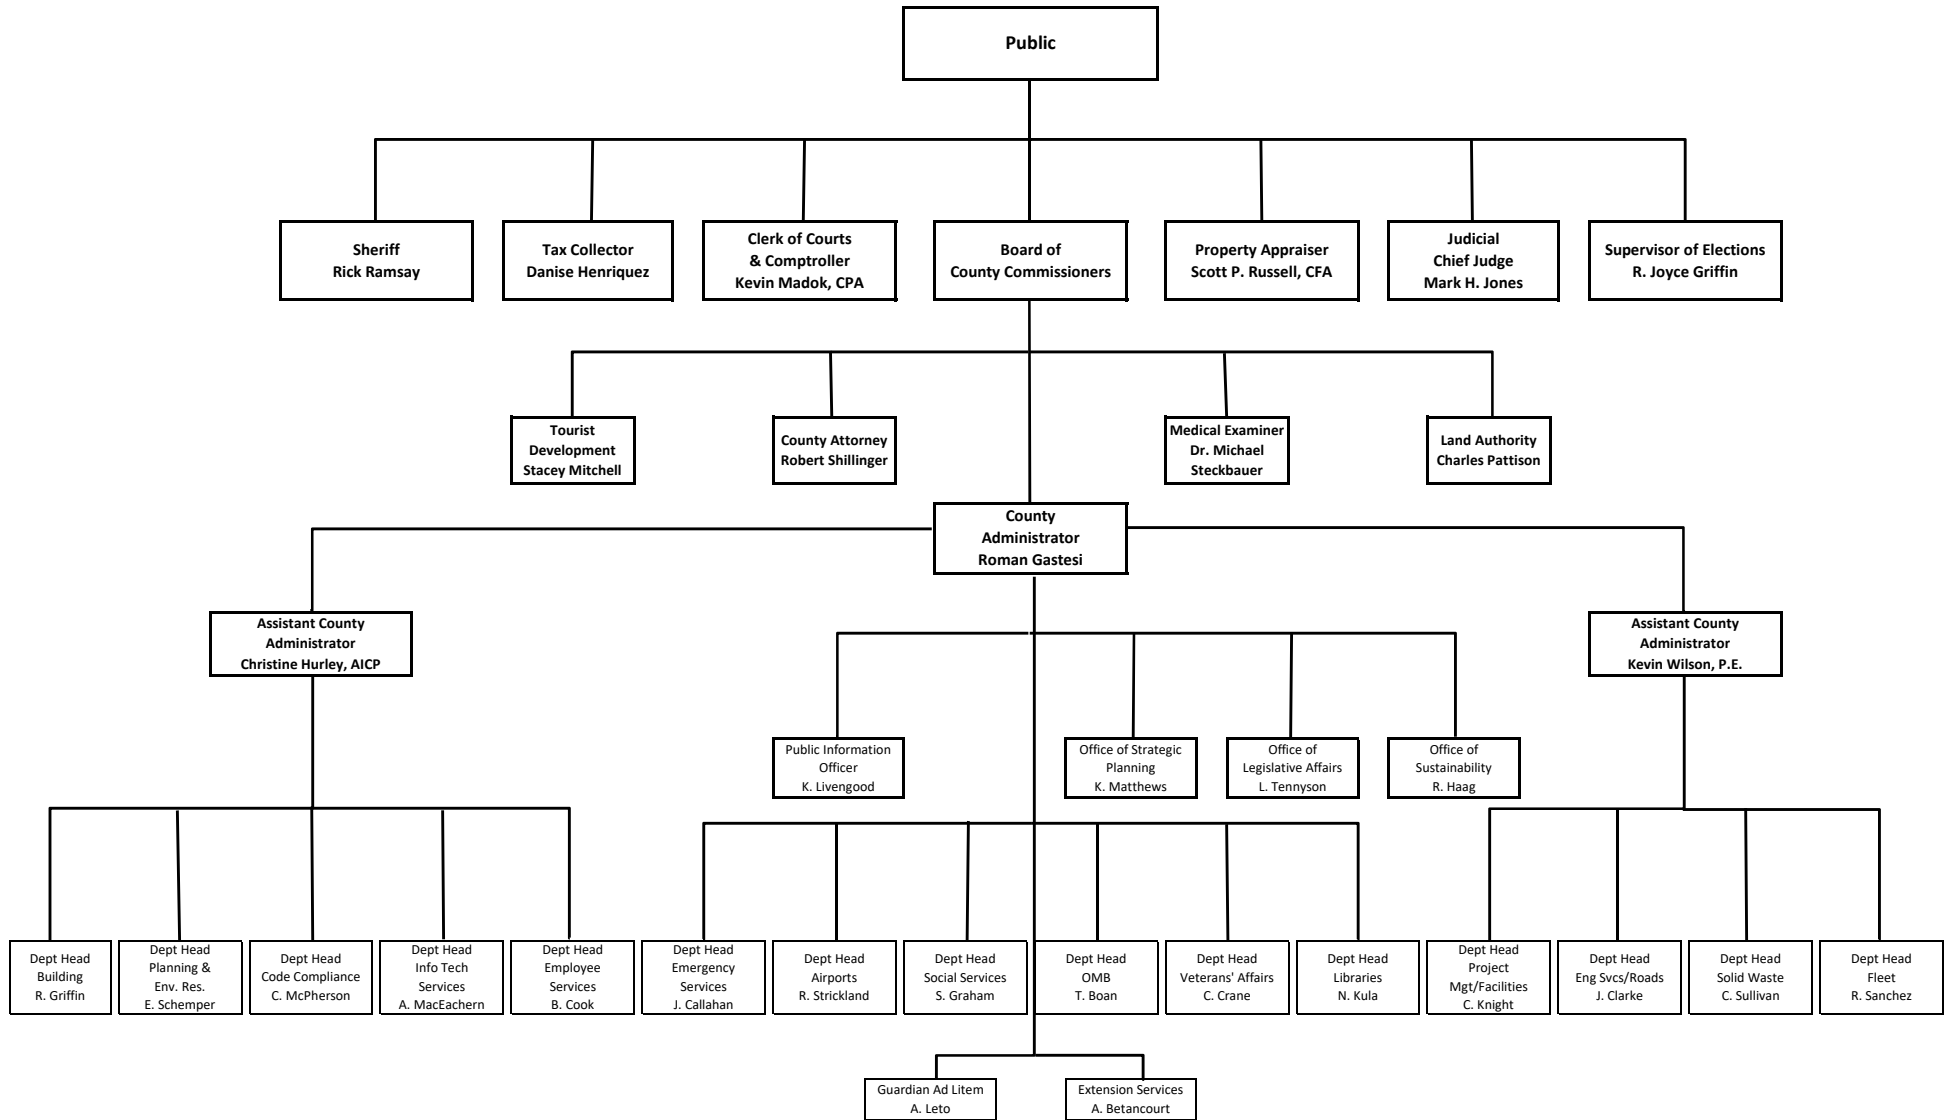 Public
Sheriff
Rick Ramsay
Tax Collector
Danise Henriquez
Clerk of Courts
& Comptroller
Kevin Madok, CPA
Board of
County Commissioners
Property Appraiser
Scott P. Russell, CFA
Judicial
Chief Judge
Mark H. Jones
Supervisor of Elections
R. Joyce Griffin
Tourist
Development
Stacey Mitchell
County Attorney
Robert Shillinger
Medical Examiner
Dr. Michael
Steckbauer
Land Authority
Charles Pattison
County
Administrator
Roman Gastesi
Assistant County
Administrator
Christine Hurley, AICP
Assistant County
Administrator
Kevin Wilson, P.E.
Public Information
Officer
K. Livengood
Office of Strategic
Planning
K. Matthews
Office of
Legislative Affairs
L. Tennyson
Office of
Sustainability
R. Haag
Dept Head
Building
R. Griffin
Dept Head
Planning &
Env. Res.
E. Schemper
Dept Head
Code Compliance
C. McPherson
Dept Head
Info Tech
Services
A. MacEachern
Dept Head
Employee
Services
B. Cook
Dept Head
Emergency
Services
J. Callahan
Dept Head
Airports
R. Strickland
Dept Head
Social Services
S. Graham
Dept Head
OMB
T. Boan
Dept Head
Veterans' Affairs
C. Crane
Dept Head
Libraries
N. Kula
Dept Head
Project
Mgt/Facilities
C. Knight
Dept Head
Eng Svcs/Roads
J. Clarke
Dept Head
Solid Waste
C. Sullivan
Dept Head
Fleet
R. Sanchez
Guardian Ad Litem
A. Leto
Extension Services
A. Betancourt